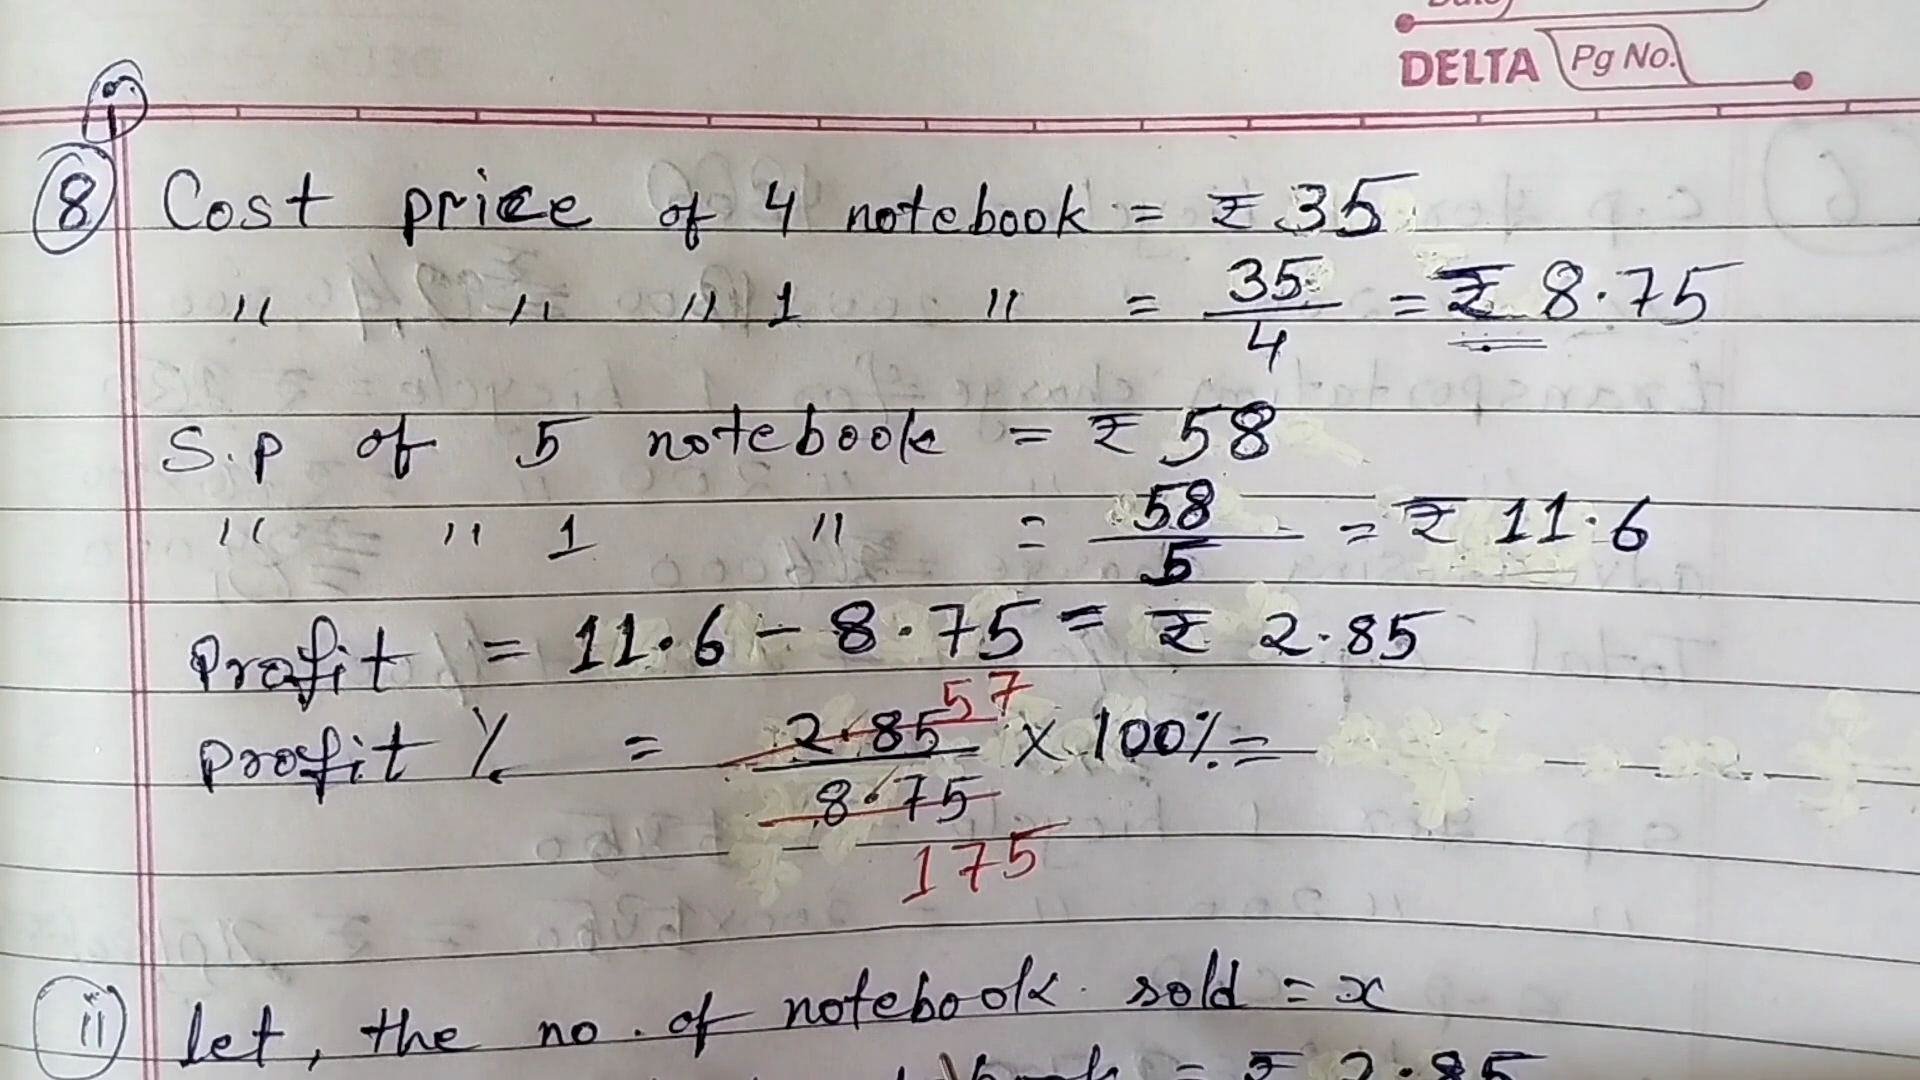 DELTA Pg No.
i
8 Cost price of 4 notebook = ₹ 35
" " " 1 " = 35/4 = ₹ 8.75
S.p of 5 notebook = ₹ 58
" " 1 " = 58/5 = ₹ 11.6
Profit = 11.6 - 8.75 = ₹ 2.85
57
Profit % = 2.85/8.75 × 100% =
175
ii let, the no. of notebook sold = x
= ₹ 2.85